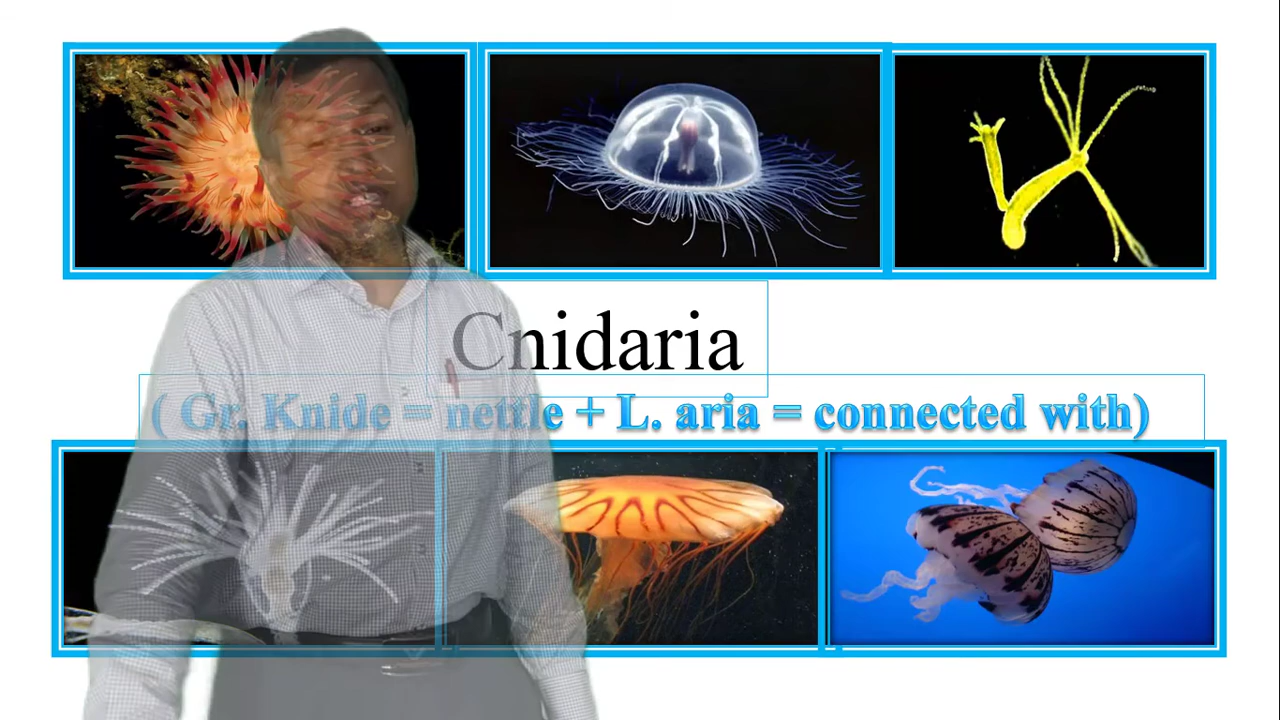 Cnidaria
( Gr. Knide = nettle + L. aria = connected with)